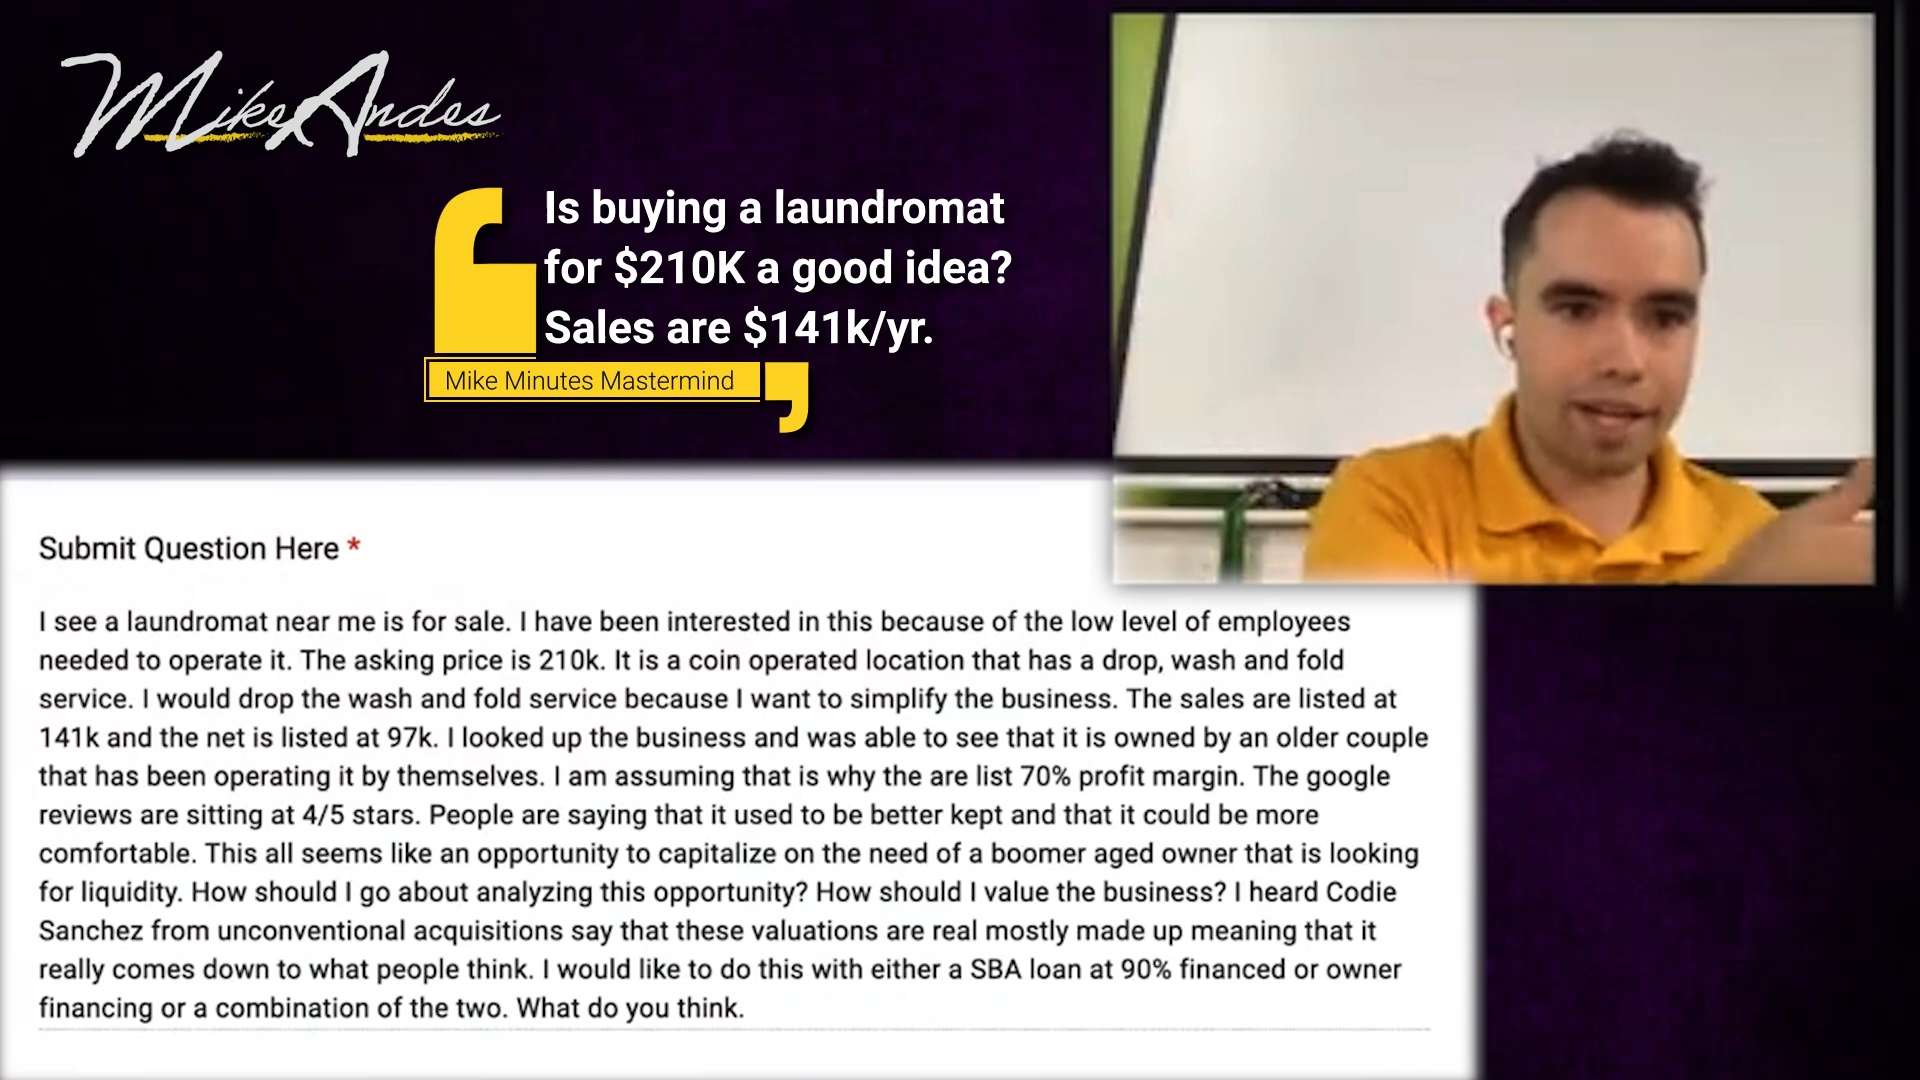 Mike Andes
Is buying a laundromat
for $210K a good idea?
Sales are $141k/yr.
Mike Minutes Mastermind
Submit Question Here *
I see a laundromat near me is for sale. I have been interested in this because of the low level of employees
needed to operate it. The asking price is 210k. It is a coin operated location that has a drop, wash and fold
service. I would drop the wash and fold service because I want to simplify the business. The sales are listed at
141k and the net is listed at 97k. I looked up the business and was able to see that it is owned by an older couple
that has been operating it by themselves. I am assuming that is why the are list 70% profit margin. The google
reviews are sitting at 4/5 stars. People are saying that it used to be better kept and that it could be more
comfortable. This all seems like an opportunity to capitalize on the need of a boomer aged owner that is looking
for liquidity. How should I go about analyzing this opportunity? How should I value the business? I heard Codie
Sanchez from unconventional acquisitions say that these valuations are real mostly made up meaning that it
really comes down to what people think. I would like to do this with either a SBA loan at 90% financed or owner
financing or a combination of the two. What do you think.